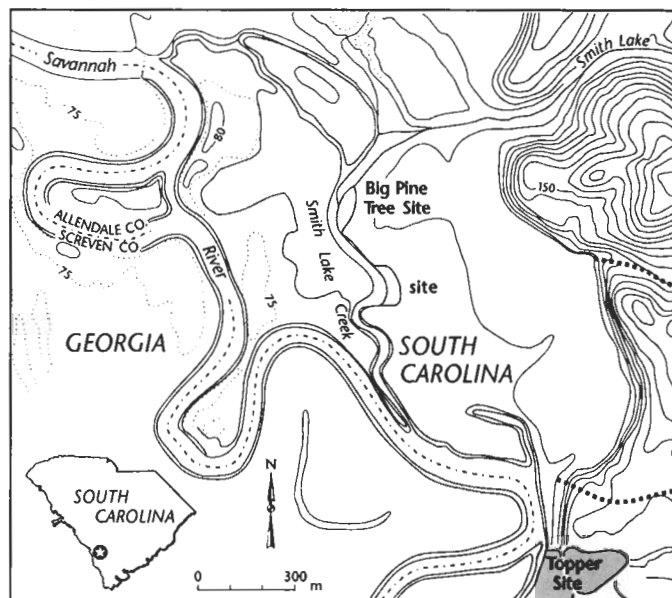 Savannah
Smith Lake
75
80
Big Pine
Tree Site
150
ALLENDALE CO.
SCREVEN CO.
Smith
Lake
Creek
River
75
75
site
GEORGIA
SOUTH
CAROLINA
N
SOUTH
CAROLINA
0 300
m
Topper
Site